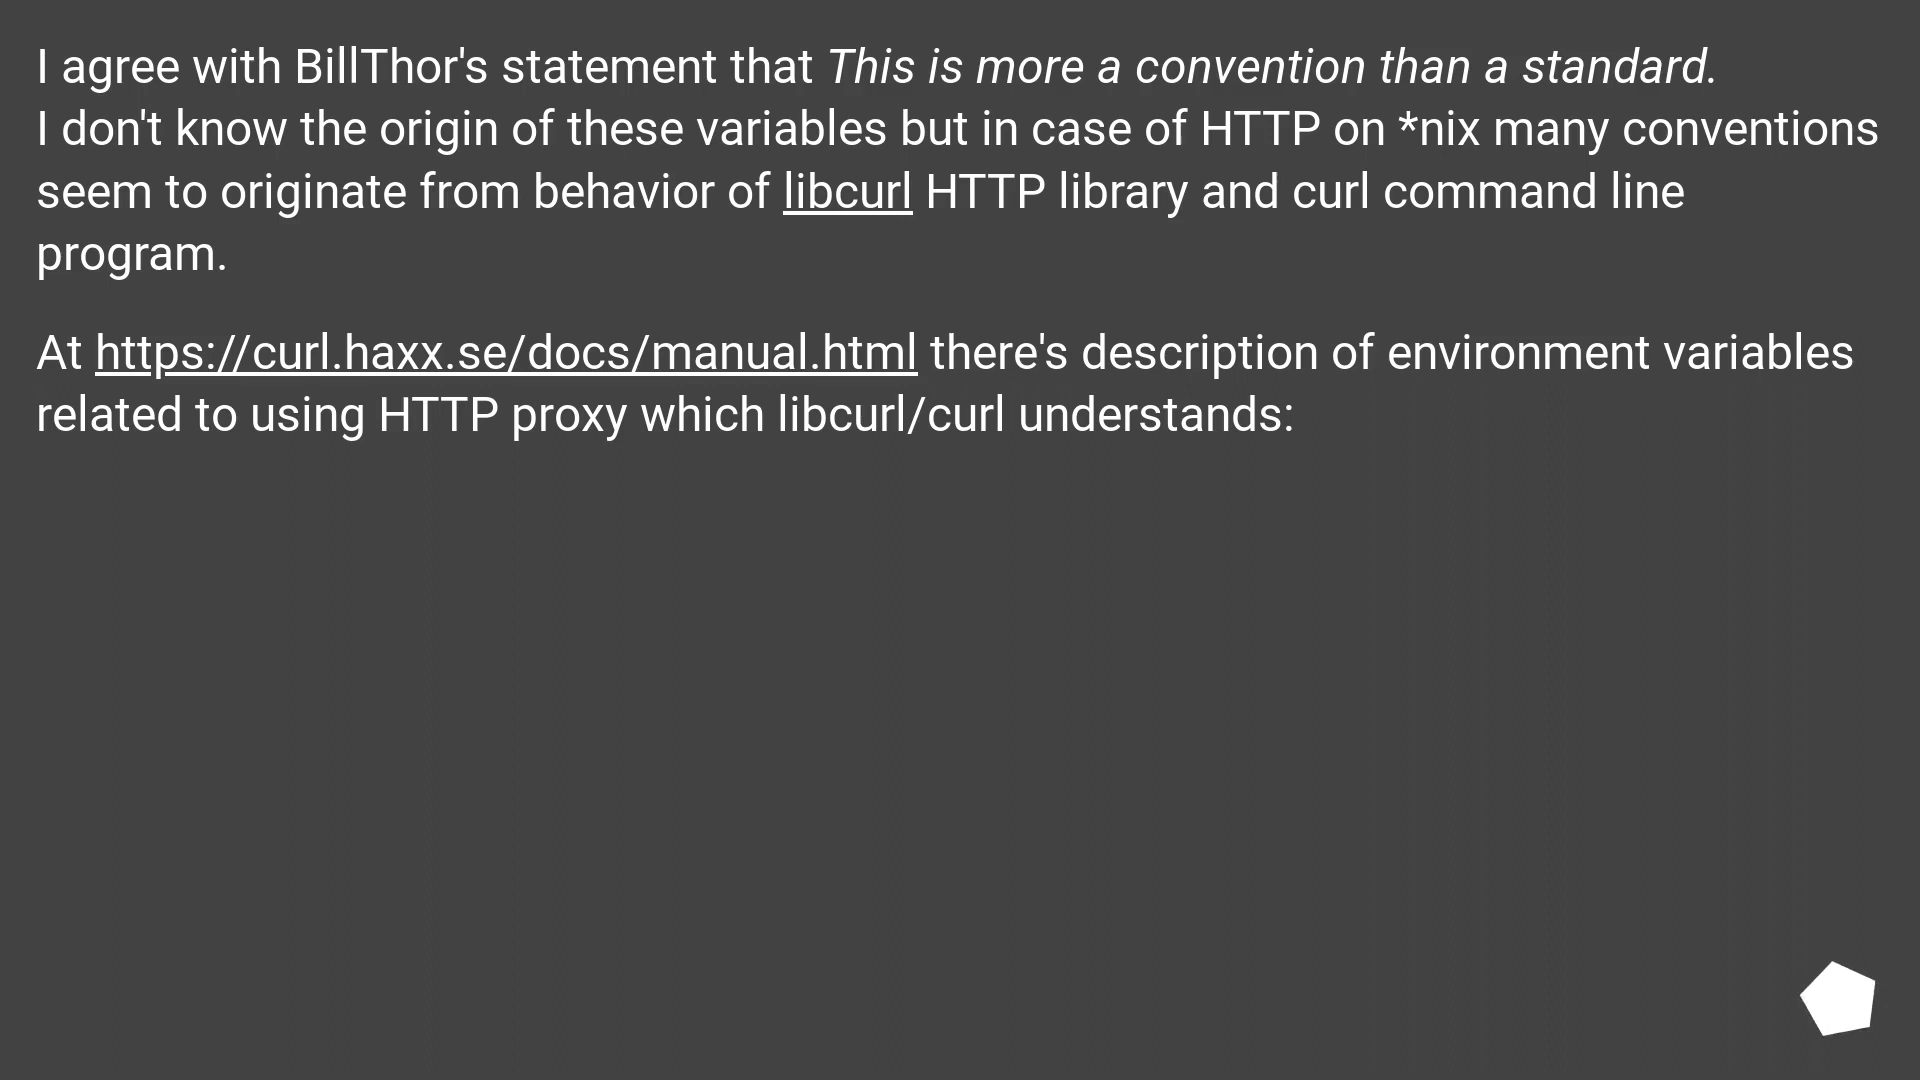 I agree with BillThor's statement that This is more a convention than a standard.
I don't know the origin of these variables but in case of HTTP on *nix many conventions
seem to originate from behavior of libcurl HTTP library and curl command line
program.
At https://curl.haxx.se/docs/manual.html there's description of environment variables
related to using HTTP proxy which libcurl/curl understands: